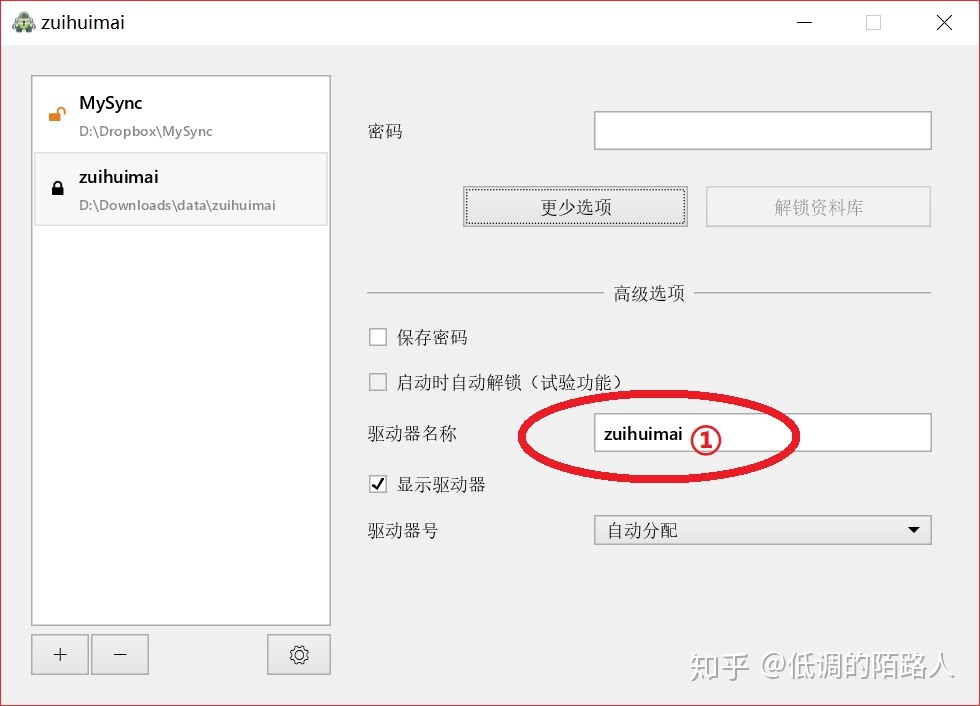 zuihuimai
MySync
D:\Dropbox\MySync
zuihuimai
D:\Downloads\data\zuihuimai
密码
更少选项 解锁资料库
高级选项
保存密码
启动时自动解锁（试验功能）
驱动器名称 zuihuimai ①
显示驱动器
驱动器号 自动分配
知乎 @低调的陌路人